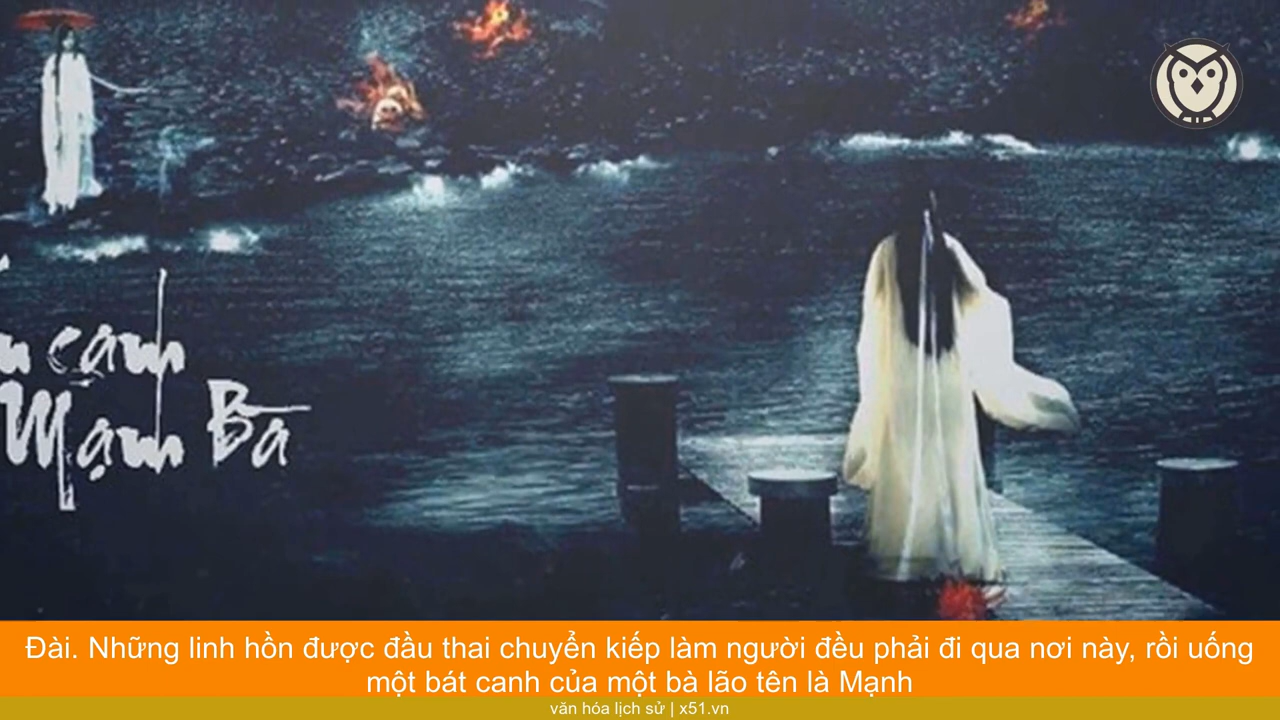 canh
Mạnh Bà
Đài. Những linh hồn được đầu thai chuyển kiếp làm người đều phải đi qua nơi này, rồi uống
một bát canh của một bà lão tên là Mạnh
văn hóa lịch sử | x51.vn